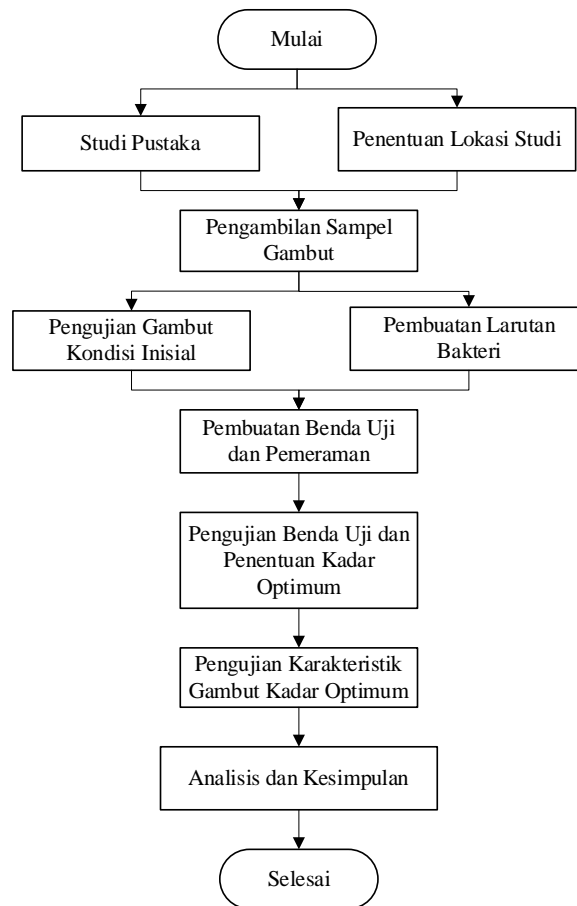 Mulai
Studi Pustaka
Penentuan Lokasi Studi
Pengambilan Sampel
Gambut
Pengujian Gambut
Kondisi Inisial
Pembuatan Larutan
Bakteri
Pembuatan Benda Uji
dan Pemeraman
Pengujian Benda Uji dan
Penentuan Kadar
Optimum
Pengujian Karakteristik
Gambut Kadar Optimum
Analisis dan Kesimpulan
Selesai